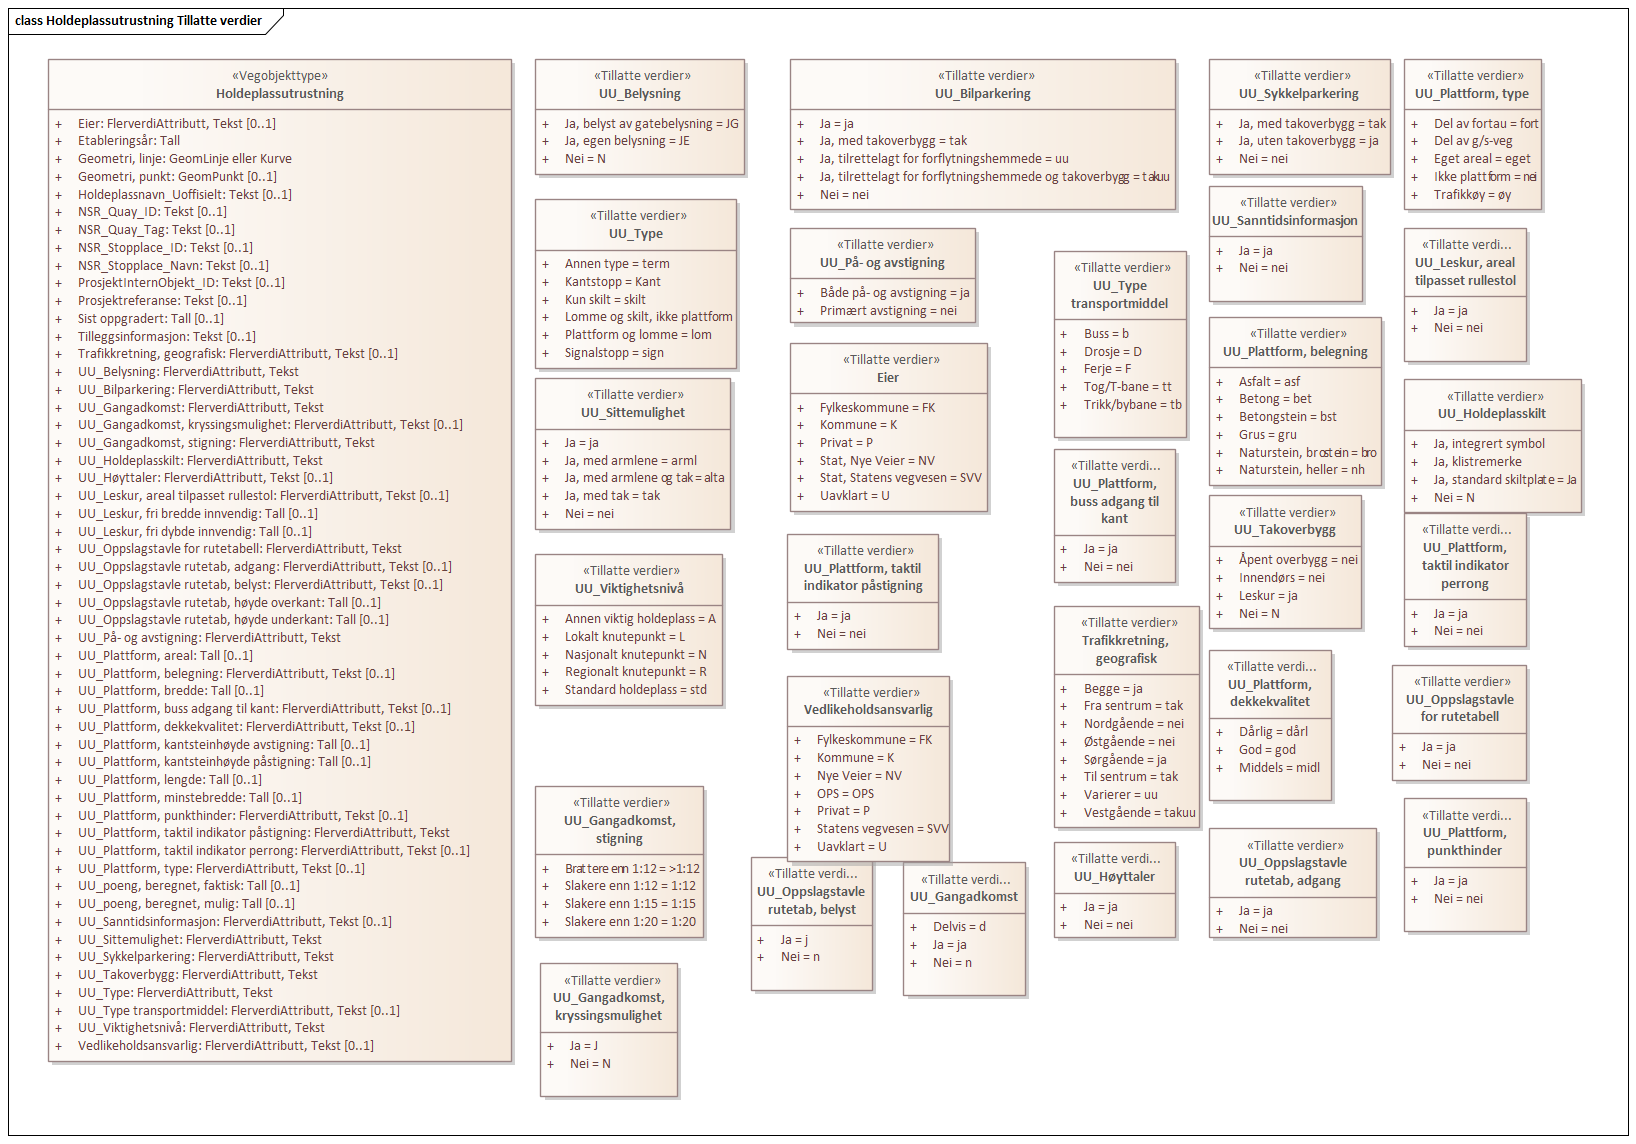 class Holdeplassutrustning Tillatte verdier
«Vegobjekttype»
Holdeplassutrustning
+ Eier: FlerverdiAttributt, Tekst [0..1]
+ Etableringsår: Tall
+ Geometri, linje: GeomLinje eller Kurve
+ Geometri, punkt: GeomPunkt [0..1]
+ Holdeplassnavn_Uoffisielt: Tekst [0..1]
+ NSR_Quay_ID: Tekst [0..1]
+ NSR_Quay_Tag: Tekst [0..1]
+ NSR_Stopplace_ID: Tekst [0..1]
+ NSR_Stopplace_Navn: Tekst [0..1]
+ ProsjektInternObjekt_ID: Tekst [0..1]
+ Prosjektreferanse: Tekst [0..1]
+ Sist oppgradert: Tall [0..1]
+ Tilleggsinformasjon: Tekst [0..1]
+ Trafikkretning, geografisk: FlerverdiAttributt, Tekst [0..1]
+ UU_Belysning: FlerverdiAttributt, Tekst
+ UU_Bilparkering: FlerverdiAttributt, Tekst
+ UU_Gangadkomst: FlerverdiAttributt, Tekst
+ UU_Gangadkomst, kryssingsmulighet: FlerverdiAttributt, Tekst [0..1]
+ UU_Gangadkomst, stigning: FlerverdiAttributt, Tekst
+ UU_Holdeplasskilt: FlerverdiAttributt, Tekst
+ UU_Høyttaler: FlerverdiAttributt, Tekst [0..1]
+ UU_Leskur, areal tilpasset rullestol: FlerverdiAttributt, Tekst [0..1]
+ UU_Leskur, fri bredde innvendig: Tall [0..1]
+ UU_Leskur, fri dybde innvendig: Tall [0..1]
+ UU_Oppslagstavle for rutetabell: FlerverdiAttributt, Tekst
+ UU_Oppslagstavle rutetab, adgang: FlerverdiAttributt, Tekst [0..1]
+ UU_Oppslagstavle rutetab, belyst: FlerverdiAttributt, Tekst [0..1]
+ UU_Oppslagstavle rutetab, høyde overkant: Tall [0..1]
+ UU_Oppslagstavle rutetab, høyde underkant: Tall [0..1]
+ UU_På- og avstigning: FlerverdiAttributt, Tekst
+ UU_Plattform, areal: Tall [0..1]
+ UU_Plattform, belegning: FlerverdiAttributt, Tekst [0..1]
+ UU_Plattform, bredde: Tall [0..1]
+ UU_Plattform, buss adgang til kant: FlerverdiAttributt, Tekst [0..1]
+ UU_Plattform, dekkekvalitet: FlerverdiAttributt, Tekst [0..1]
+ UU_Plattform, kantsteinhøyde avstigning: Tall [0..1]
+ UU_Plattform, kantsteinhøyde påstigning: Tall [0..1]
+ UU_Plattform, lengde: Tall [0..1]
+ UU_Plattform, minstebredde: Tall [0..1]
+ UU_Plattform, punkthinder: FlerverdiAttributt, Tekst [0..1]
+ UU_Plattform, taktil indikator påstigning: FlerverdiAttributt, Tekst
+ UU_Plattform, taktil indikator perrong: FlerverdiAttributt, Tekst [0..1]
+ UU_Plattform, type: FlerverdiAttributt, Tekst [0..1]
+ UU_poeng, beregnet, faktisk: Tall [0..1]
+ UU_poeng, beregnet, mulig: Tall [0..1]
+ UU_Sanntidsinformasjon: FlerverdiAttributt, Tekst [0..1]
+ UU_Sittemulighet: FlerverdiAttributt, Tekst
+ UU_Sykkelparkering: FlerverdiAttributt, Tekst
+ UU_Takoverbygg: FlerverdiAttributt, Tekst
+ UU_Type: FlerverdiAttributt, Tekst
+ UU_Type transportmiddel: FlerverdiAttributt, Tekst [0..1]
+ UU_Viktighetsnivå: FlerverdiAttributt, Tekst
+ Vedlikeholdsansvarlig: FlerverdiAttributt, Tekst [0..1]
«Tillatte verdier»
UU_Belysning
+ Ja, belyst av gatebelysning = JG
+ Ja, egen belysning = JE
+ Nei = N
«Tillatte verdier»
UU_Type
+ Annen type = term
+ Kantstopp = Kant
+ Kun skilt = skilt
+ Lomme og skilt, ikke plattform
+ Plattform og lomme = lom
+ Signalstopp = sign
«Tillatte verdier»
UU_Sittemulighet
+ Ja = ja
+ Ja, med armlene = arml
+ Ja, med armlene og tak = alta
+ Ja, med tak = tak
+ Nei = nei
«Tillatte verdier»
UU_Viktighetsnivå
+ Annen viktig holdeplass = A
+ Lokalt knutepunkt = L
+ Nasjonalt knutepunkt = N
+ Regionalt knutepunkt = R
+ Standard holdeplass = std
«Tillatte verdier»
UU_Gangadkomst,
stigning
+ Brattere enn 1:12 = >1:12
+ Slakere enn 1:12 = 1:12
+ Slakere enn 1:15 = 1:15
+ Slakere enn 1:20 = 1:20
«Tillatte verdier»
UU_Gangadkomst,
kryssingsmulighet
+ Ja = J
+ Nei = N
«Tillatte verdier»
UU_Bilparkering
+ Ja = ja
+ Ja, med takoverbygg = tak
+ Ja, tilrettelagt for forflytningshemmede = uu
+ Ja, tilrettelagt for forflytningshemmede og takoverbygg = takuu
+ Nei = nei
«Tillatte verdier»
UU_På- og avstigning
+ Både på- og avstigning = ja
+ Primært avstigning = nei
«Tillatte verdier»
Eier
+ Fylkeskommune = FK
+ Kommune = K
+ Privat = P
+ Stat, Nye Veier = NV
+ Stat, Statens vegvesen = SVV
+ Uavklart = U
«Tillatte verdier»
UU_Plattform, taktil
indikator påstigning
+ Ja = ja
+ Nei = nei
«Tillatte verdier»
Vedlikeholdsansvarlig
+ Fylkeskommune = FK
+ Kommune = K
+ Nye Veier = NV
+ OPS = OPS
+ Privat = P
+ Statens vegvesen = SVV
+ Uavklart = U
«Tillatte verdi...
UU_Oppslagstavle
rutetab, belyst
+ Ja = j
+ Nei = n
«Tillatte verdi...
UU_Gangadkomst
+ Delvis = d
+ Ja = ja
+ Nei = n
«Tillatte verdier»
UU_Type
transportmiddel
+ Buss = b
+ Drosje = D
+ Ferje = F
+ Tog/T-bane = tt
+ Trikk/bybane = tb
«Tillatte verdi...
UU_Plattform,
buss adgang til
kant
+ Ja = ja
+ Nei = nei
«Tillatte verdier»
Trafikkretning,
geografisk
+ Begge = ja
+ Fra sentrum = tak
+ Nordgående = nei
+ Østgående = nei
+ Sørgående = ja
+ Til sentrum = tak
+ Varierer = uu
+ Vestgående = takuu
«Tillatte verdi...
UU_Høyttaler
+ Ja = ja
+ Nei = nei
«Tillatte verdier»
UU_Sykkelparkering
+ Ja, med takoverbygg = tak
+ Ja, uten takoverbygg = ja
+ Nei = nei
«Tillatte verdier»
UU_Sanntidsinformasjon
+ Ja = ja
+ Nei = nei
«Tillatte verdier»
UU_Plattform, belegning
+ Asfalt = asf
+ Betong = bet
+ Betongstein = bst
+ Grus = gru
+ Naturstein, brostein = bro
+ Naturstein, heller = nh
«Tillatte verdier»
UU_Takoverbygg
+ Åpent overbygg = nei
+ Innendørs = nei
+ Leskur = ja
+ Nei = N
«Tillatte verdi...
UU_Plattform,
dekkekvalitet
+ Dårlig = dårl
+ God = god
+ Middels = midl
«Tillatte verdier»
UU_Oppslagstavle
rutetab, adgang
+ Ja = ja
+ Nei = nei
«Tillatte verdier»
UU_Plattform, type
+ Del av fortau = fort
+ Del av g/s-veg
+ Eget areal = eget
+ Ikke plattform = nei
+ Trafikkøy = øy
«Tillatte verdi...
UU_Leskur, areal
tilpasset rullestol
+ Ja = ja
+ Nei = nei
«Tillatte verdier»
UU_Holdeplasskilt
+ Ja, integrert symbol
+ Ja, klistremerke
+ Ja, standard skiltplate = Ja
+ Nei = N
«Tillatte verdi...
UU_Plattform,
taktil indikator
perrong
+ Ja = ja
+ Nei = nei
«Tillatte verdier»
UU_Oppslagstavle
for rutetabell
+ Ja = ja
+ Nei = nei
«Tillatte verdi...
UU_Plattform,
punkthinder
+ Ja = ja
+ Nei = nei